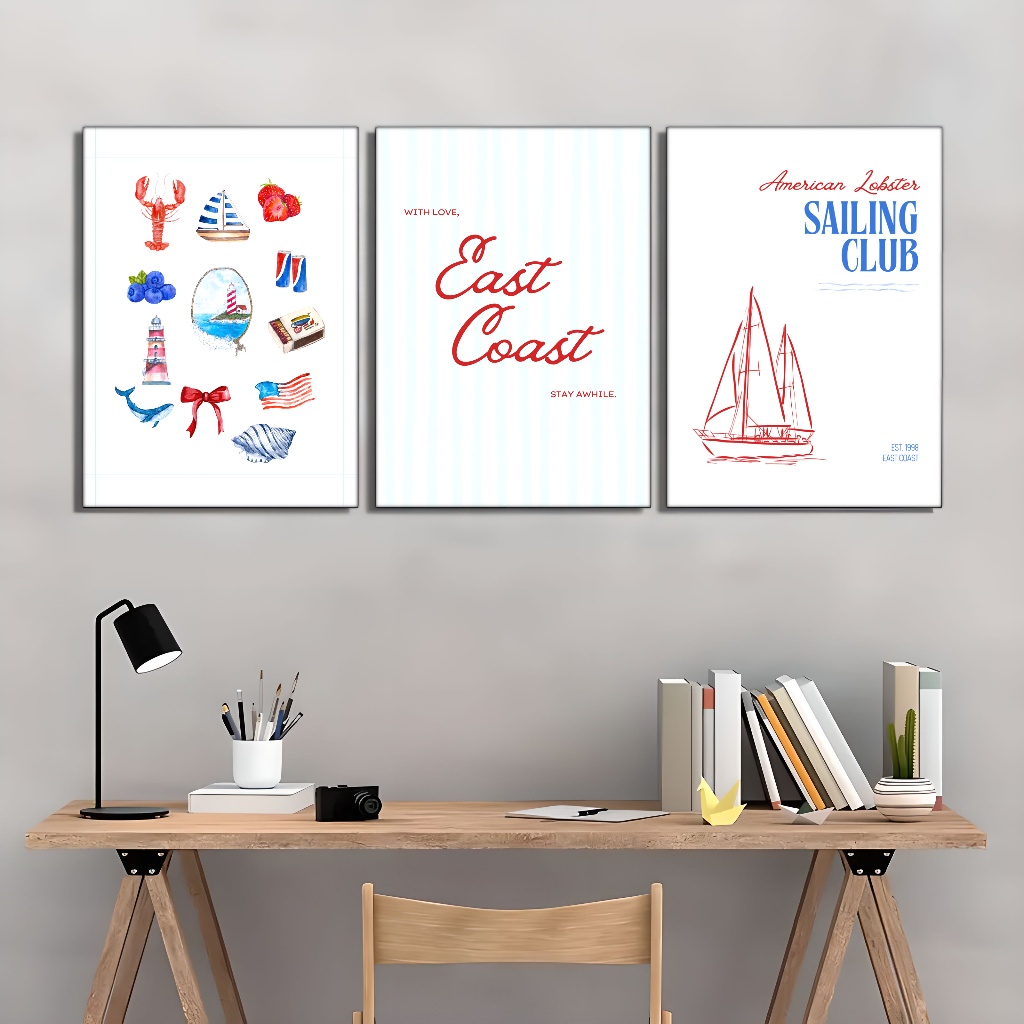 WITH LOVE,
East
Coast
STAY AWHILE.
American Lobster
SAILING
CLUB
EST. 1998
EAST COAST